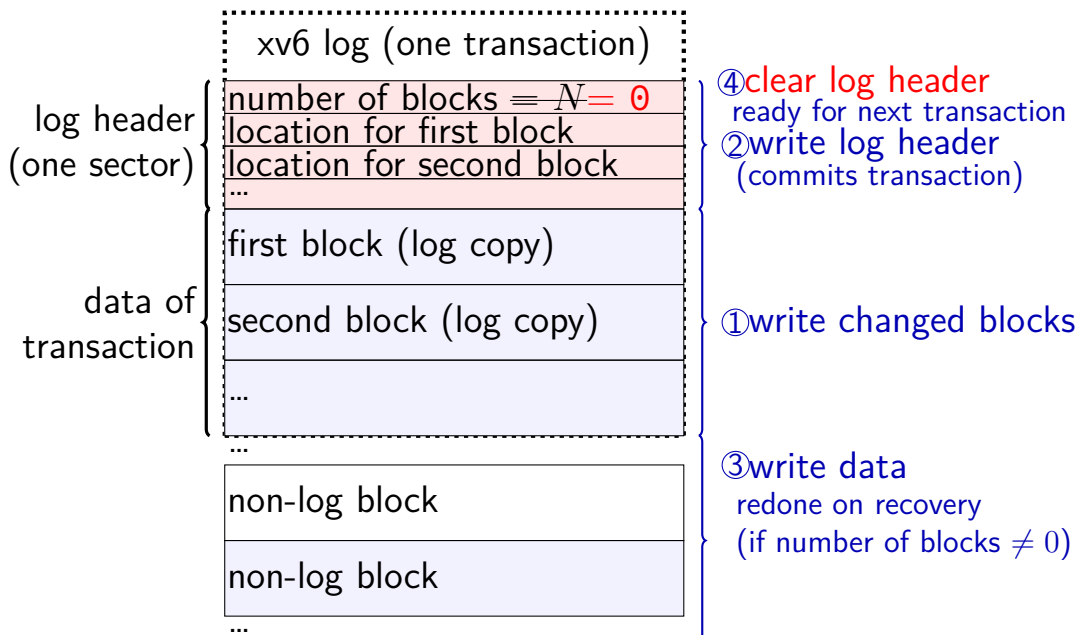 xv6 log (one transaction)
log header
(one sector)
number of blocks = N = 0
location for first block
location for second block
...
④clear log header
ready for next transaction
②write log header
(commits transaction)
data of
transaction
first block (log copy)
second block (log copy)
...
①write changed blocks
...
non-log block
non-log block
...
③write data
redone on recovery
(if number of blocks ≠ 0)